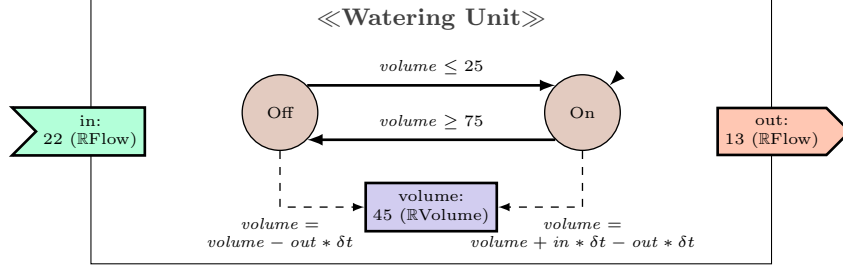 ≪Watering Unit≫
volume ≤ 25
Off
On
volume ≥ 75
in:
22 (ℝFlow)
out:
13 (ℝFlow)
volume:
45 (ℝVolume)
volume =
volume − out ∗ δt
volume =
volume + in ∗ δt − out ∗ δt